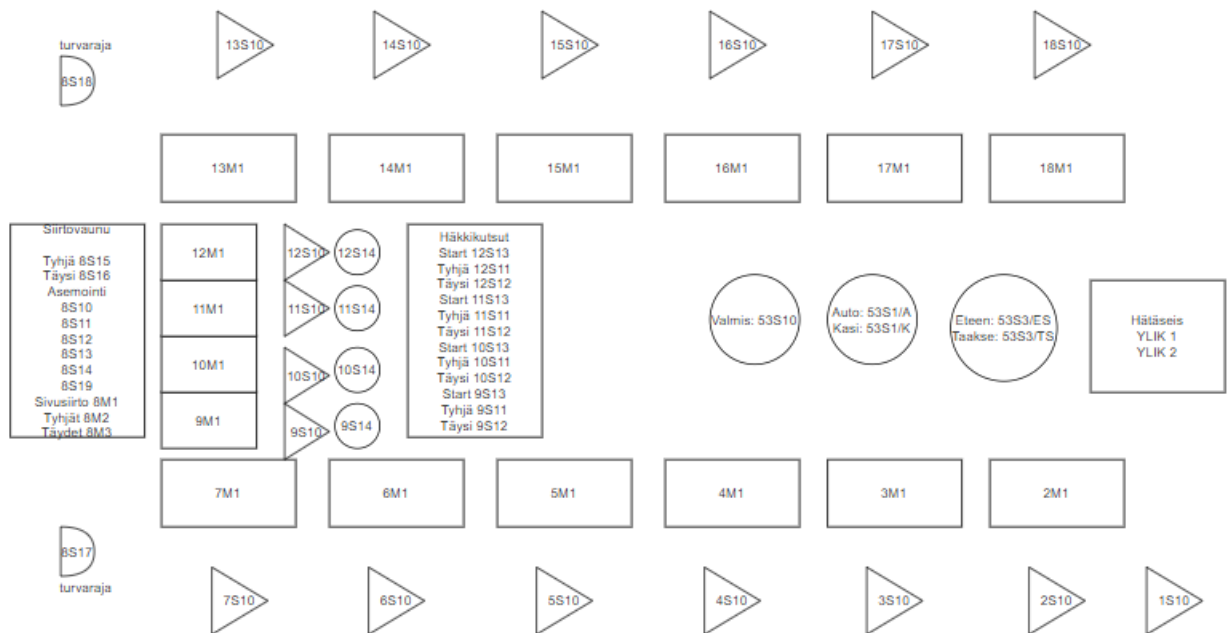 13S10
14S10
15S10
16S10
17S10
18S10
turvaraja
8S18
13M1
14M1
15M1
16M1
17M1
18M1
Siirtovaunu
Tyhjä 8S15
Täysi 8S16
Asemointi
8S10
8S11
8S12
8S13
8S14
8S19
Sivusiirto 8M1
Tyhjät 8M2
Täydet 8M3
12M1
11M1
10M1
9M1
12S10
12S14
11S10
11S14
10S10
10S14
9S10
9S14
Häkkikutsut
Start 12S13
Tyhjä 12S11
Täysi 12S12
Start 11S13
Tyhjä 11S11
Täysi 11S12
Start 10S13
Tyhjä 10S11
Täysi 10S12
Start 9S13
Tyhjä 9S11
Täysi 9S12
Valmis: 53S10
Auto: 53S1/A
Kasi: 53S1/K
Eteen: 53S3/ES
Taakse: 53S3/TS
Hätäseis
YLIK 1
YLIK 2
7M1
6M1
5M1
4M1
3M1
2M1
8S17
turvaraja
7S10
6S10
5S10
4S10
3S10
2S10
1S10